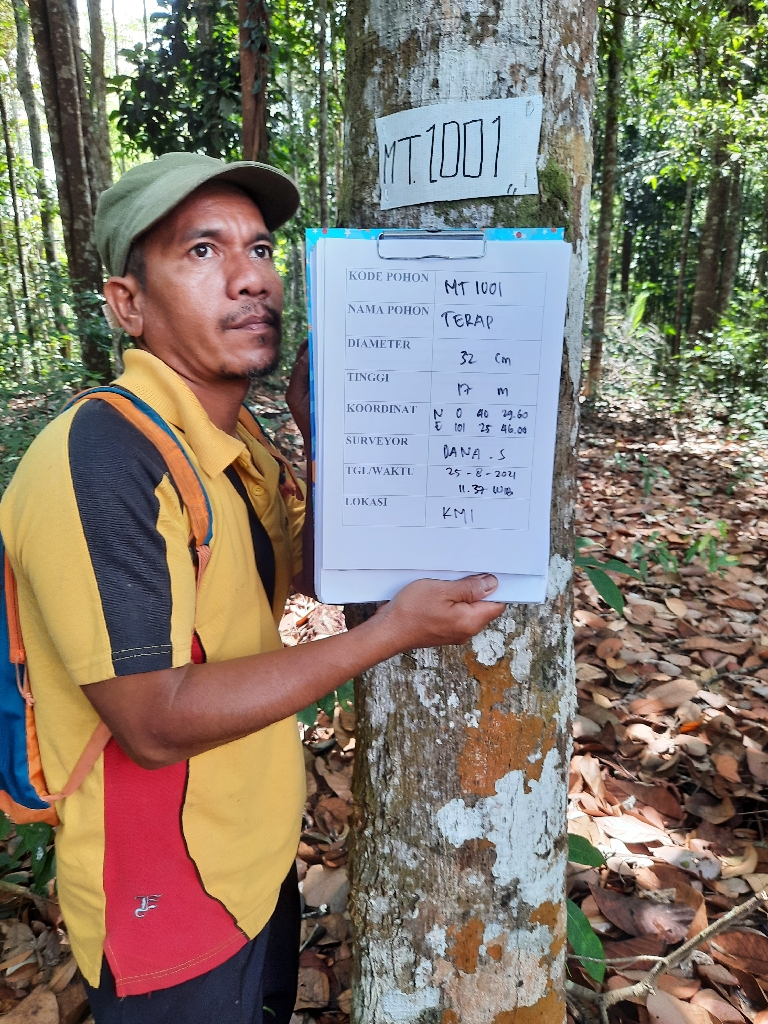 MT.1001
KODE POHON MT 1001
NAMA POHON TERAP
DIAMETER 32 Cm
TINGGI 17 m
KOORDINAT N 0 40 29.60
E 101 25 46.00
SURVEYOR DANA.S
TGL/WAKTU 25-8-2021
11.37 WIB
LOKASI KMI